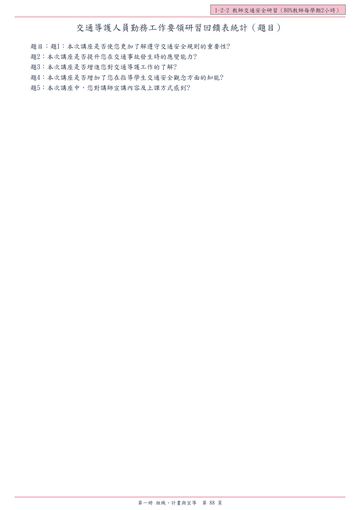 1-2-2 教師交通安全研習（80%教師每學期2小時）
交通導護人員勤務工作要領研習回饋表統計（題目）
題目：題1：本次講座是否使您更加了解遵守交通安全規則的重要性?
題2：本次講座是否提升您在交通事故發生時的應變能力?
題3：本次講座是否增進您對交通導護工作的了解?
題4：本次講座是否增加了您在指導學生交通安全觀念方面的知能?
題5：本次講座中，您對講師宣講內容及上課方式感到?
第一時 組織、計畫與宣導 第 88 頁